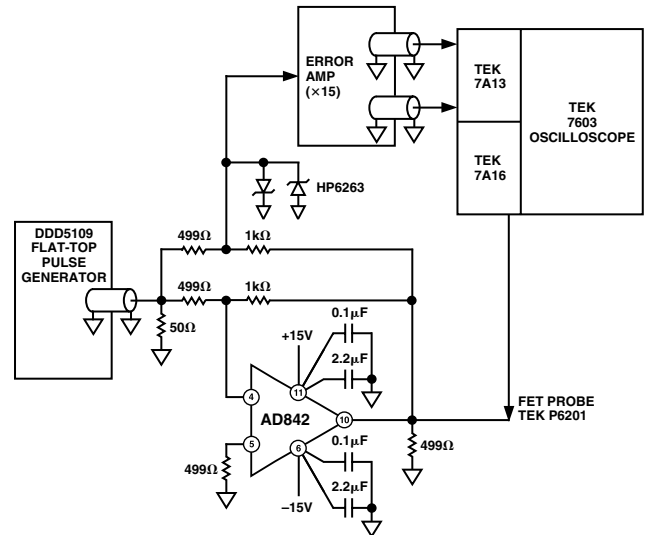 ERROR
AMP
(×15)
TEK
7A13
TEK
7603
OSCILLOSCOPE
TEK
7A16
HP6263
DDD5109
FLAT-TOP
PULSE
GENERATOR
499Ω
1kΩ
499Ω
1kΩ
50Ω
+15V
0.1μF
2.2μF
11
4
AD842
10
5
6
499Ω
–15V
0.1μF
2.2μF
499Ω
FET PROBE
TEK P6201